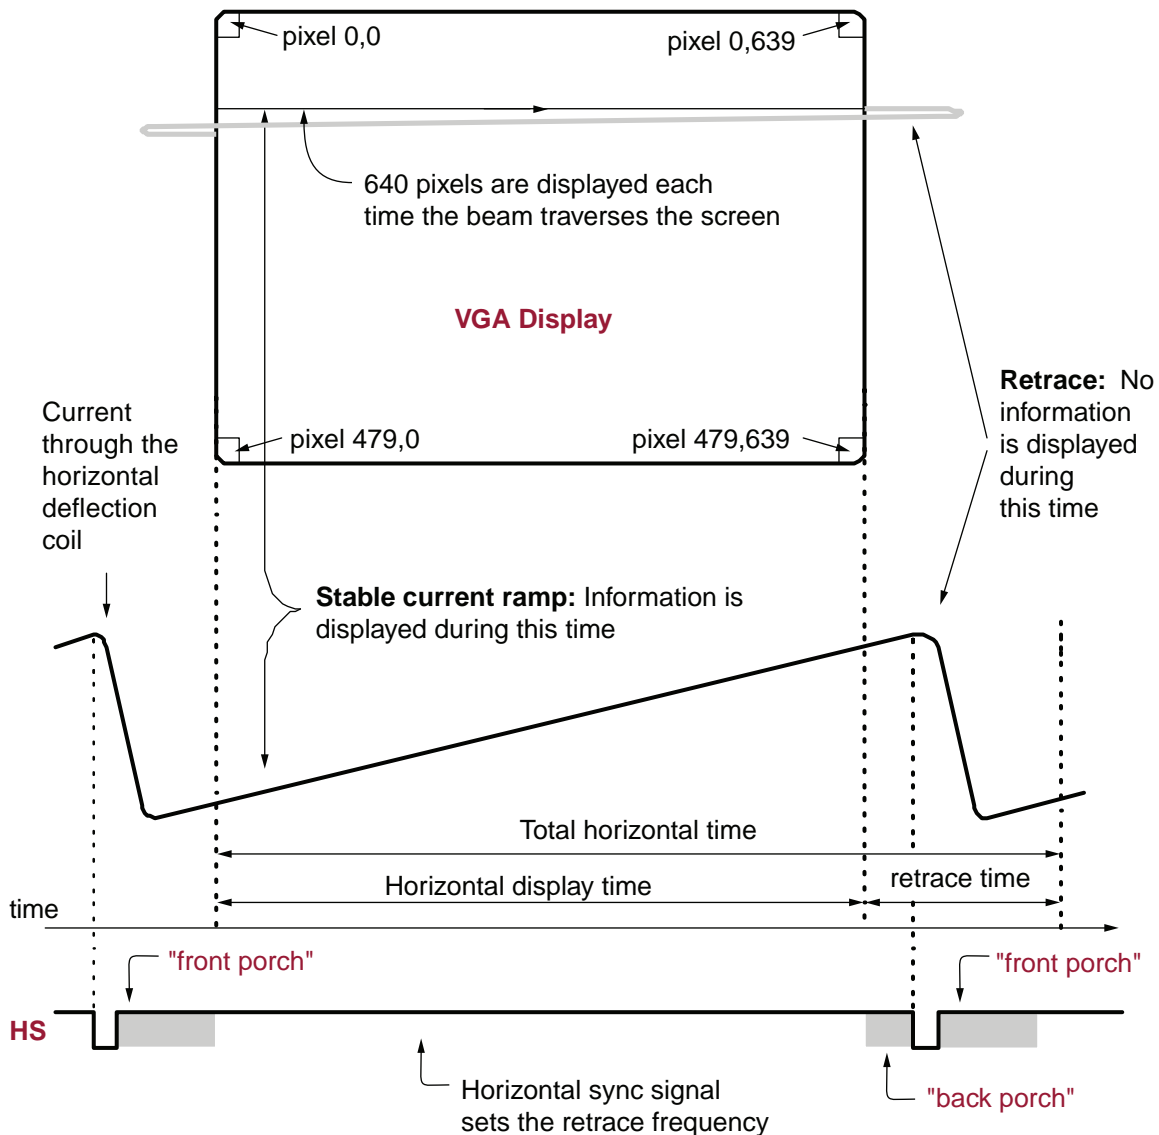 pixel 0,0
pixel 0,639
640 pixels are displayed each
time the beam traverses the screen
VGA Display
Retrace: No
information
is displayed
during
this time
Current
through the
horizontal
deflection
coil
pixel 479,0
pixel 479,639
Stable current ramp: Information is
displayed during this time
Total horizontal time
Horizontal display time
retrace time
time
"front porch"
"front porch"
HS
Horizontal sync signal
sets the retrace frequency
"back porch"